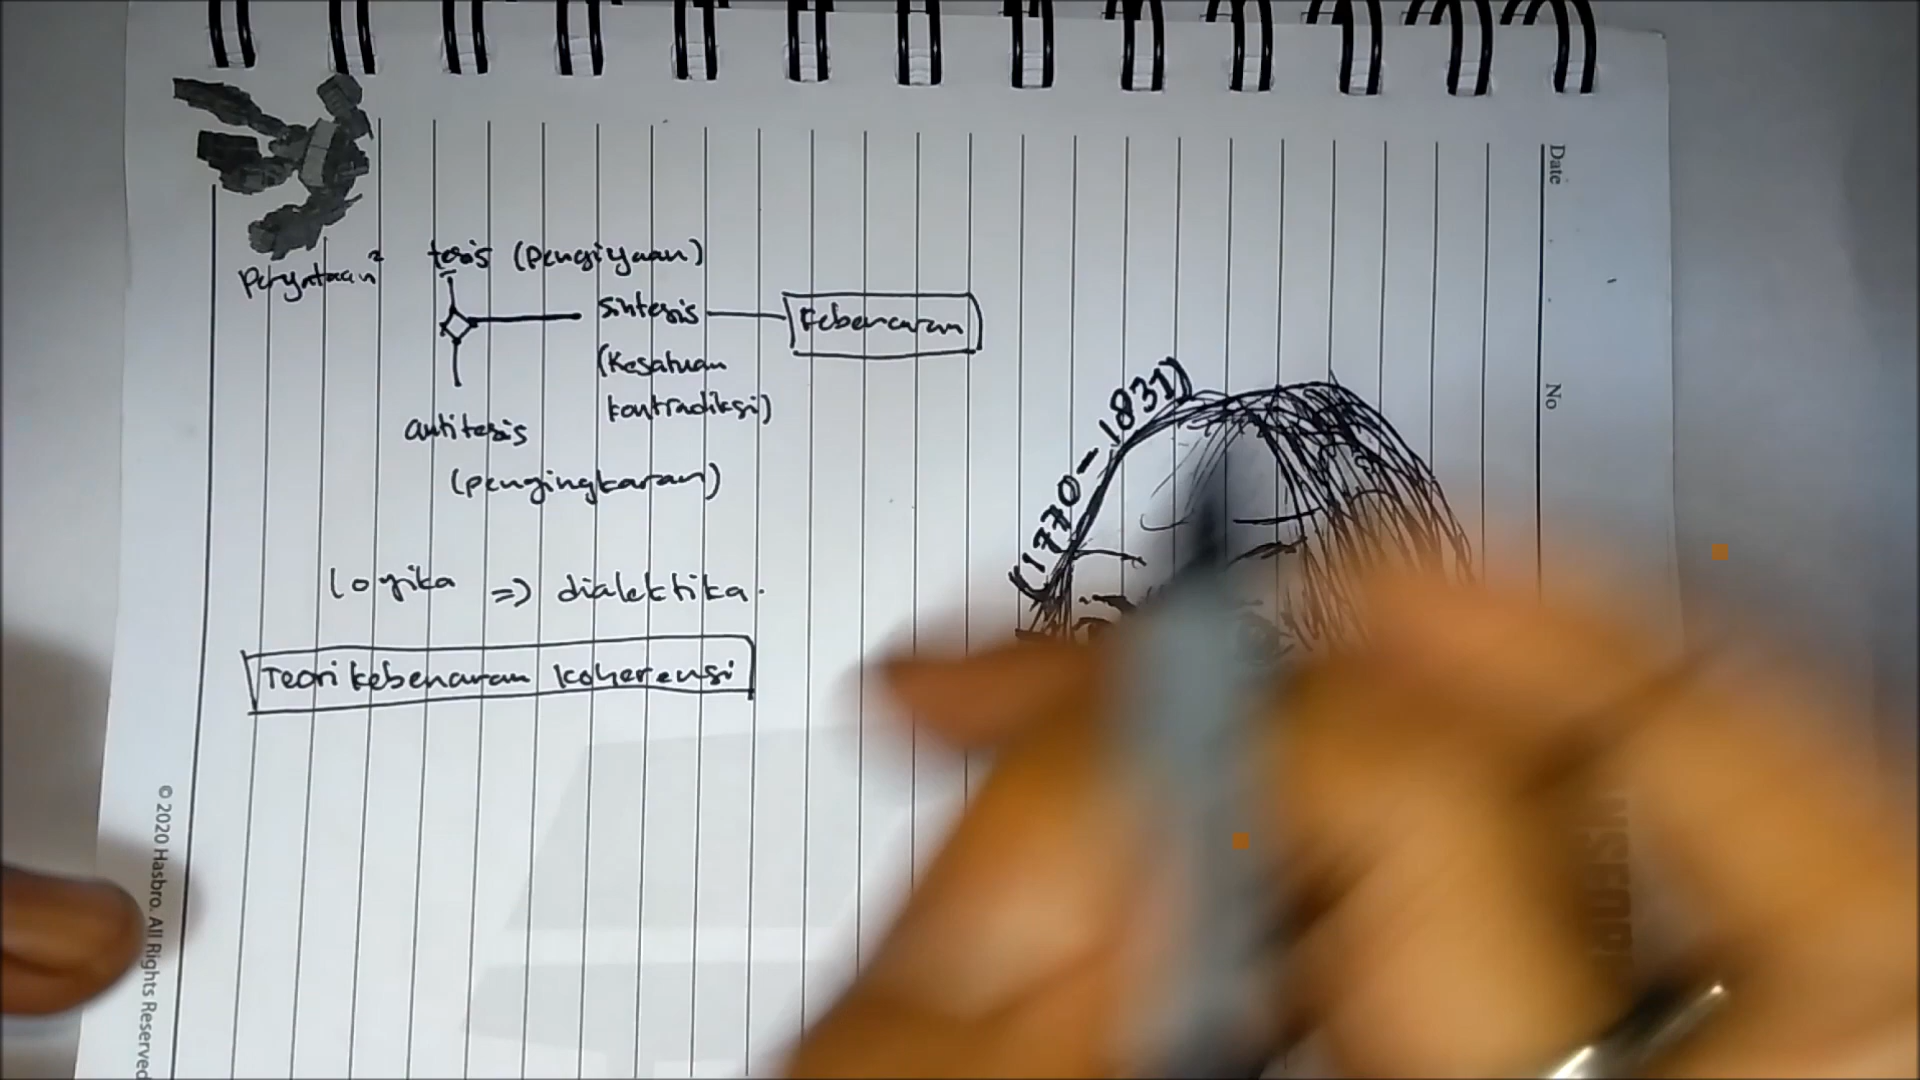 Date
No
Penyataan² tesis (pengiyaan)
sintesis Kebenaran
(Kesatuan
kontradiksi)
antitesis
(pengingkaran)
(1770-1831)
logika => dialektika.
Teori kebenaran koherensi
© 2020 Hasbro. All Rights Reserved